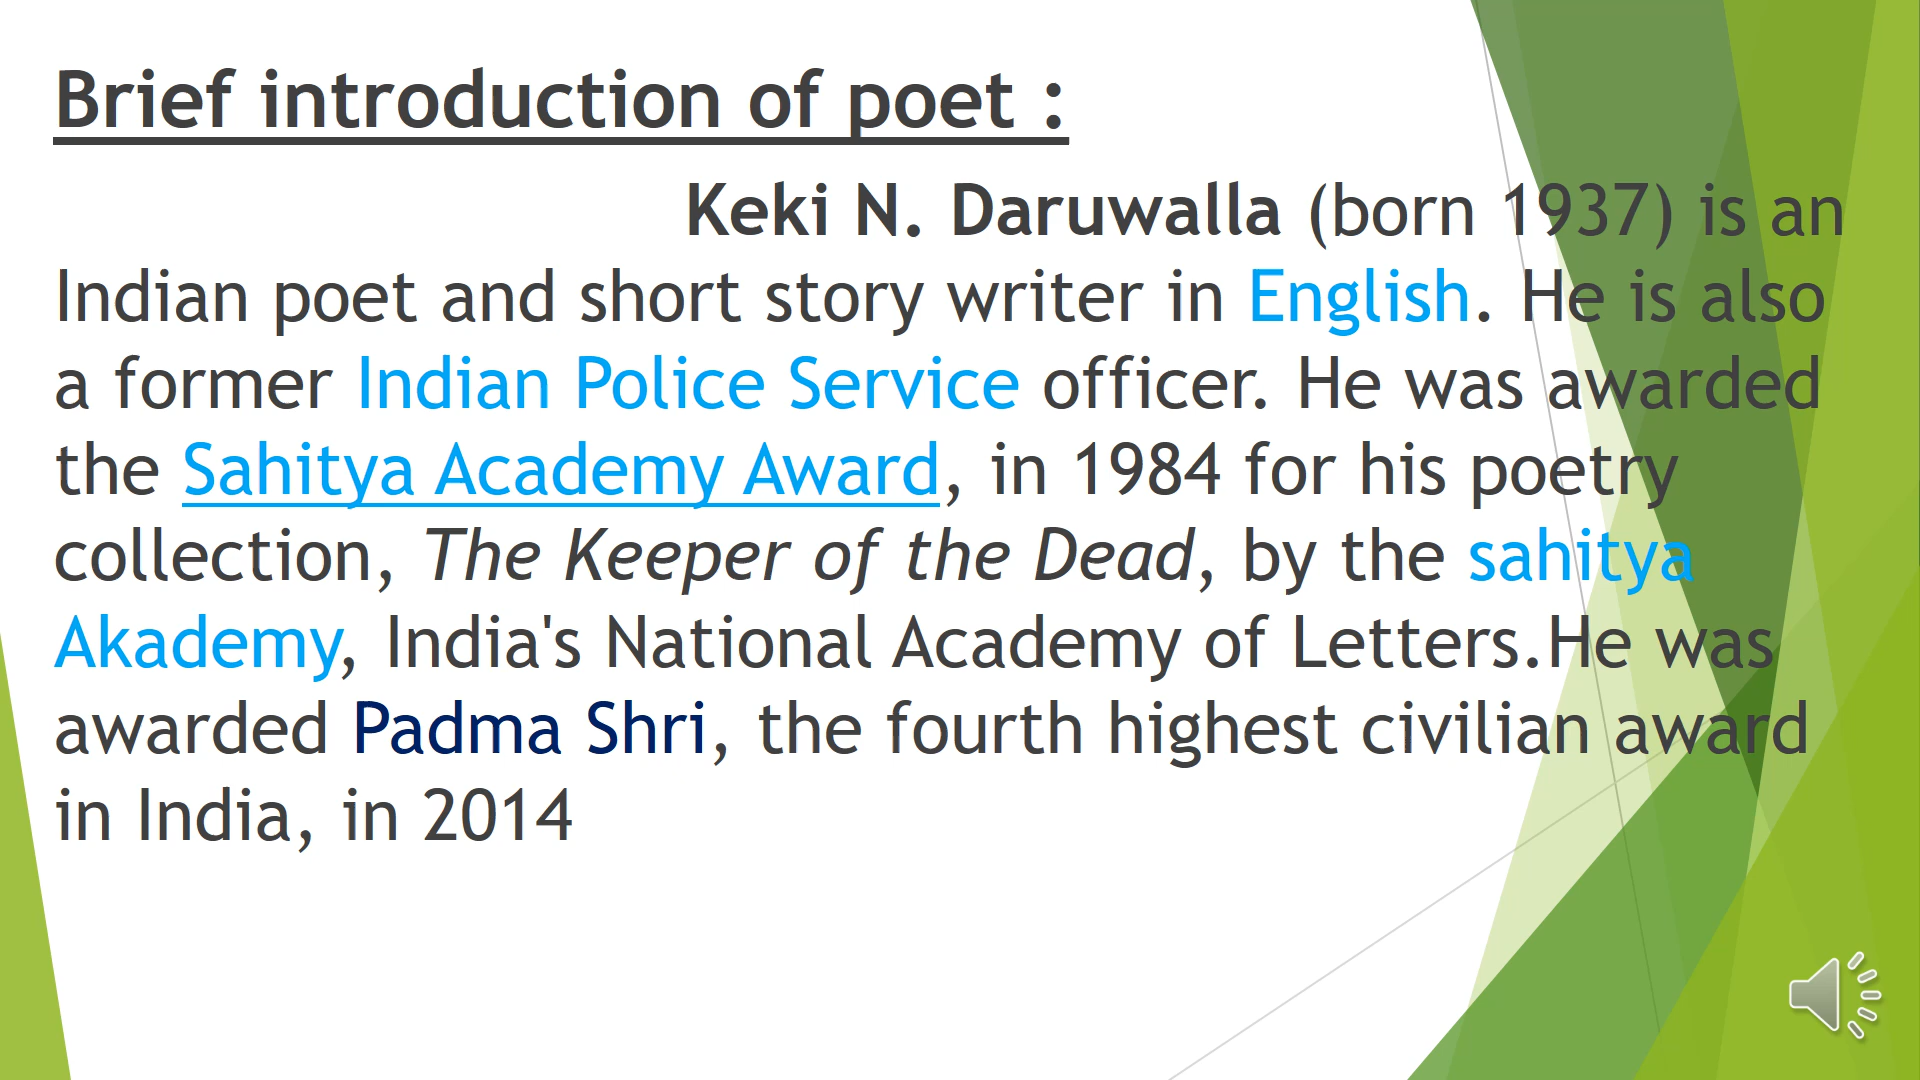 Brief introduction of poet :
Keki N. Daruwalla (born 1937) is an
Indian poet and short story writer in English. He is also
a former Indian Police Service officer. He was awarded
the Sahitya Academy Award, in 1984 for his poetry
collection, The Keeper of the Dead, by the sahitya
Akademy, India's National Academy of Letters.He was
awarded Padma Shri, the fourth highest civilian award
in India, in 2014